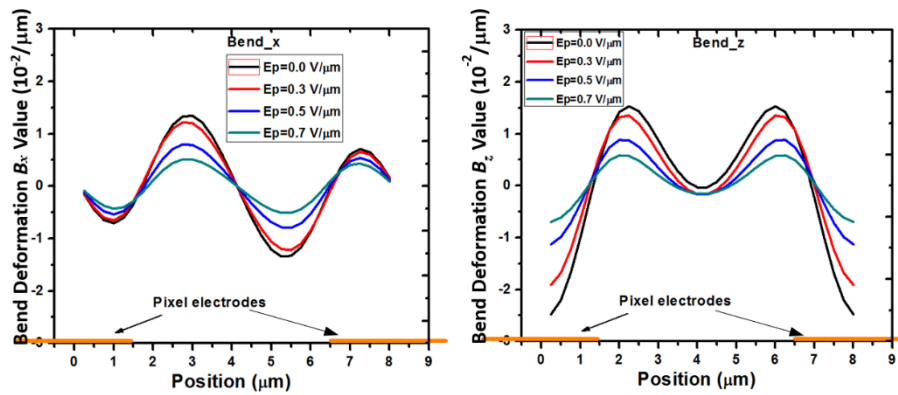 Bend Deformation Bx Value (10-2/μm)
3
2
1
0
-1
-2
-3
Bend_x
Ep=0.0 V/μm
Ep=0.3 V/μm
Ep=0.5 V/μm
Ep=0.7 V/μm
Pixel electrodes
0 1 2 3 4 5 6 7 8 9
Position (μm)
Bend Deformation Bz Value (10-2/μm)
3
2
1
0
-1
-2
-3
Bend_z
Ep=0.0 V/μm
Ep=0.3 V/μm
Ep=0.5 V/μm
Ep=0.7 V/μm
Pixel electrodes
0 1 2 3 4 5 6 7 8 9
Position (μm)